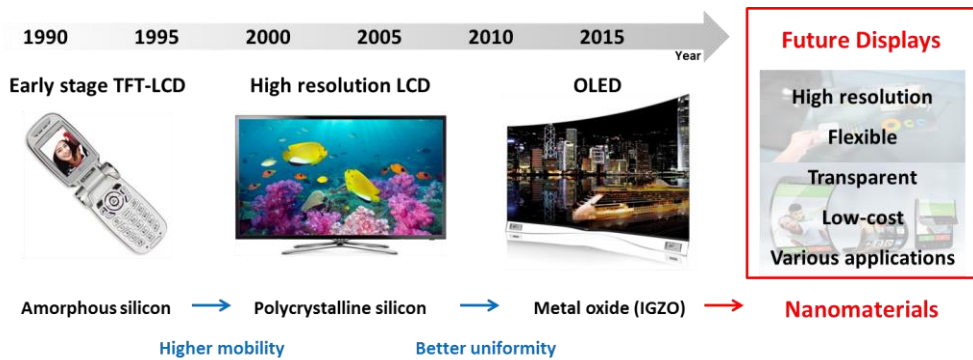 1990 1995 2000 2005 2010 2015
Year
Early stage TFT-LCD High resolution LCD OLED
Future Displays
High resolution
Flexible
Transparent
Low-cost
Various applications
Amorphous silicon Polycrystalline silicon Metal oxide (IGZO) Nanomaterials
Higher mobility Better uniformity